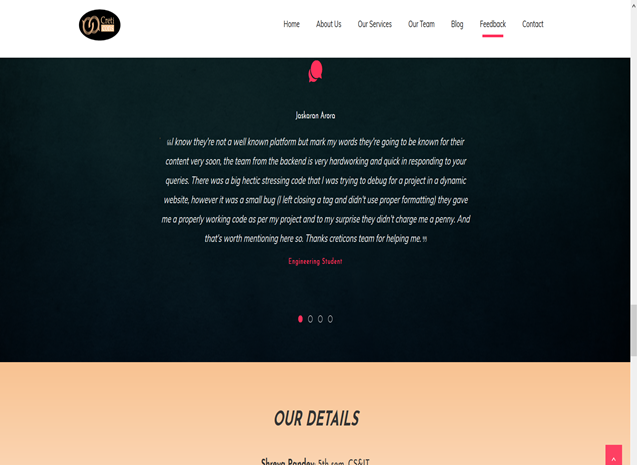 Creti
Home About Us Our Services Our Team Blog Feedback Contact
Jaskaran Arora
“I know they're not a well known platform but mark my words they're going to be known for their
content very soon, the team from the backend is very hardworking and quick in responding to your
queries. There was a big hectic stressing code that I was trying to debug for a project in a dynamic
website, however it was a small bug (I left closing a tag and didn't use proper formatting) they gave
me a properly working code as per my project and to my surprise they didn't charge me a penny. And
that's worth mentioning here so. Thanks creticons team for helping me.”
Engineering Student
OUR DETAILS
Shreya Pandey: 5th sem, CS&IT